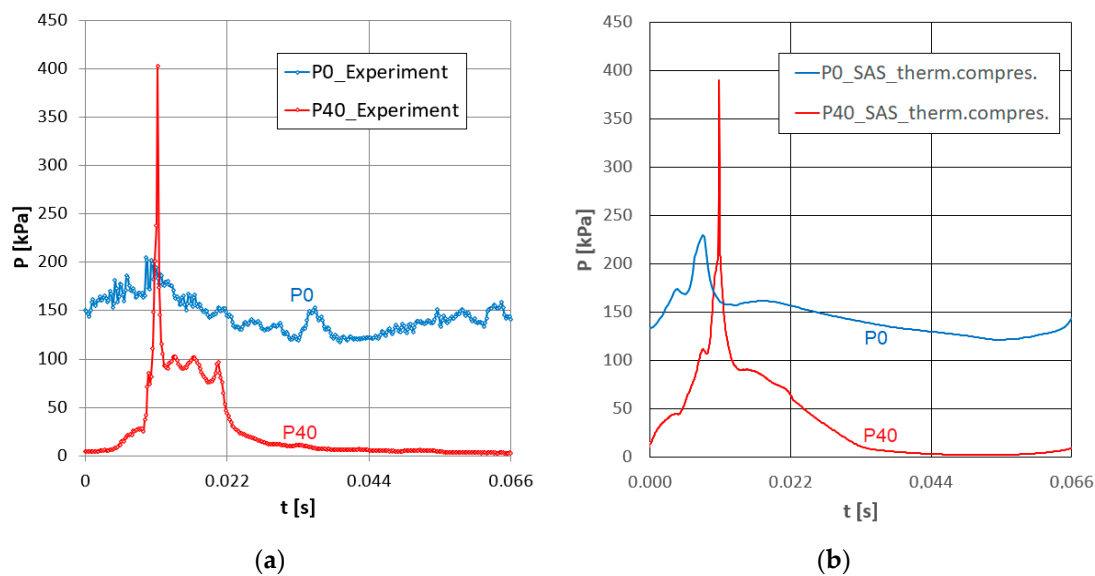 450
400
350
300
250
200
150
100
50
0
P [kPa]
P0_Experiment
P40_Experiment
P0
P40
0
0.022
0.044
0.066
t [s]
(a)
450
400
350
300
250
200
150
100
50
0
P [kPa]
P0_SAS_therm.compres.
P40_SAS_therm.compres.
P0
P40
0.000
0.022
0,044
0,066
t [s]
(b)